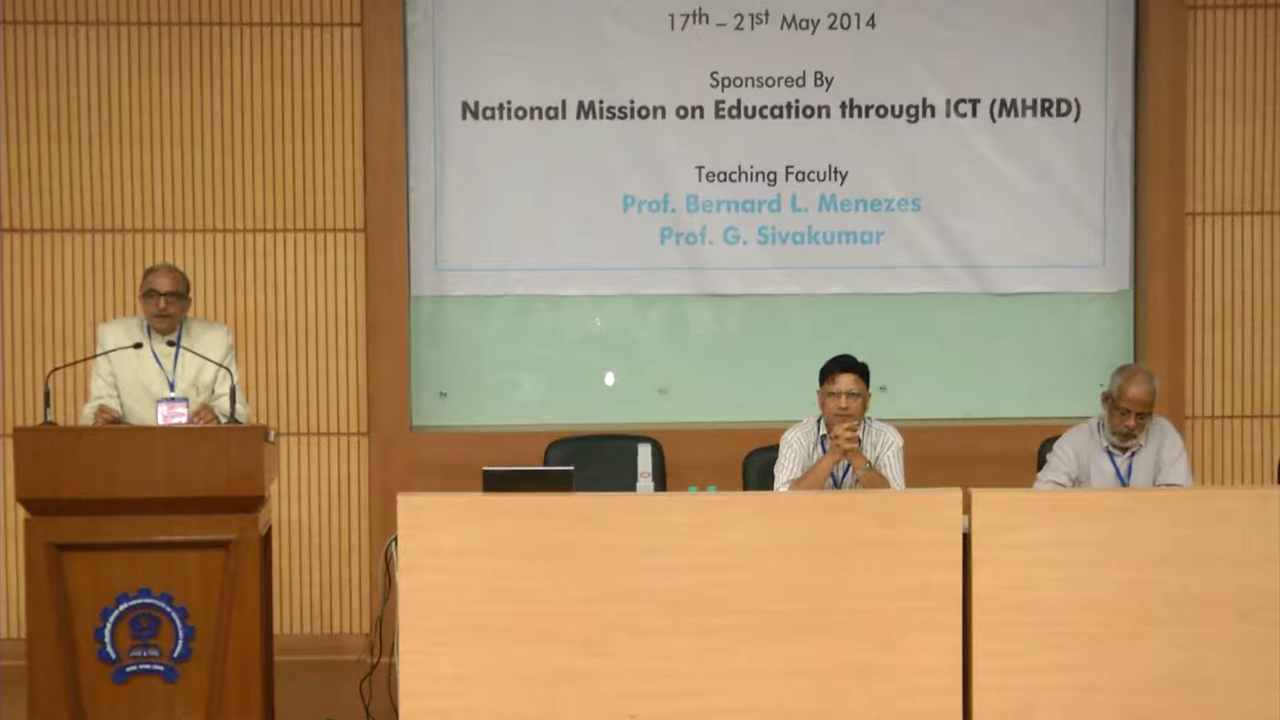 17th – 21st May 2014
Sponsored By
National Mission on Education through ICT (MHRD)
Teaching Faculty
Prof. Bernard L. Menezes
Prof. G. Sivakumar